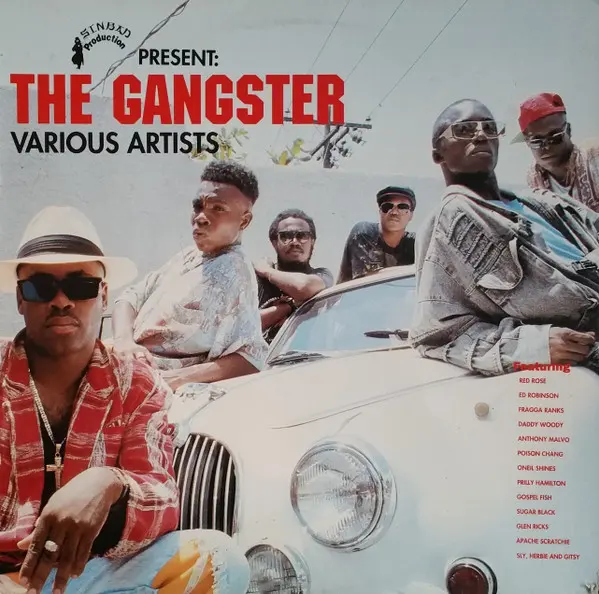 SINBAD
Production
PRESENT:
THE GANGSTER
VARIOUS ARTISTS
Featuring
RED ROSE
ED ROBINSON
FRAGGA RANKS
DADDY WOODY
ANTHONY MALVO
POISON CHANG
ONEIL SHINES
FRILLY HAMILTON
GOSPEL FISH
SUGAR BLACK
GLEN RICKS
APACHE SCRATCHIE
SLY, HERBIE AND GITSY